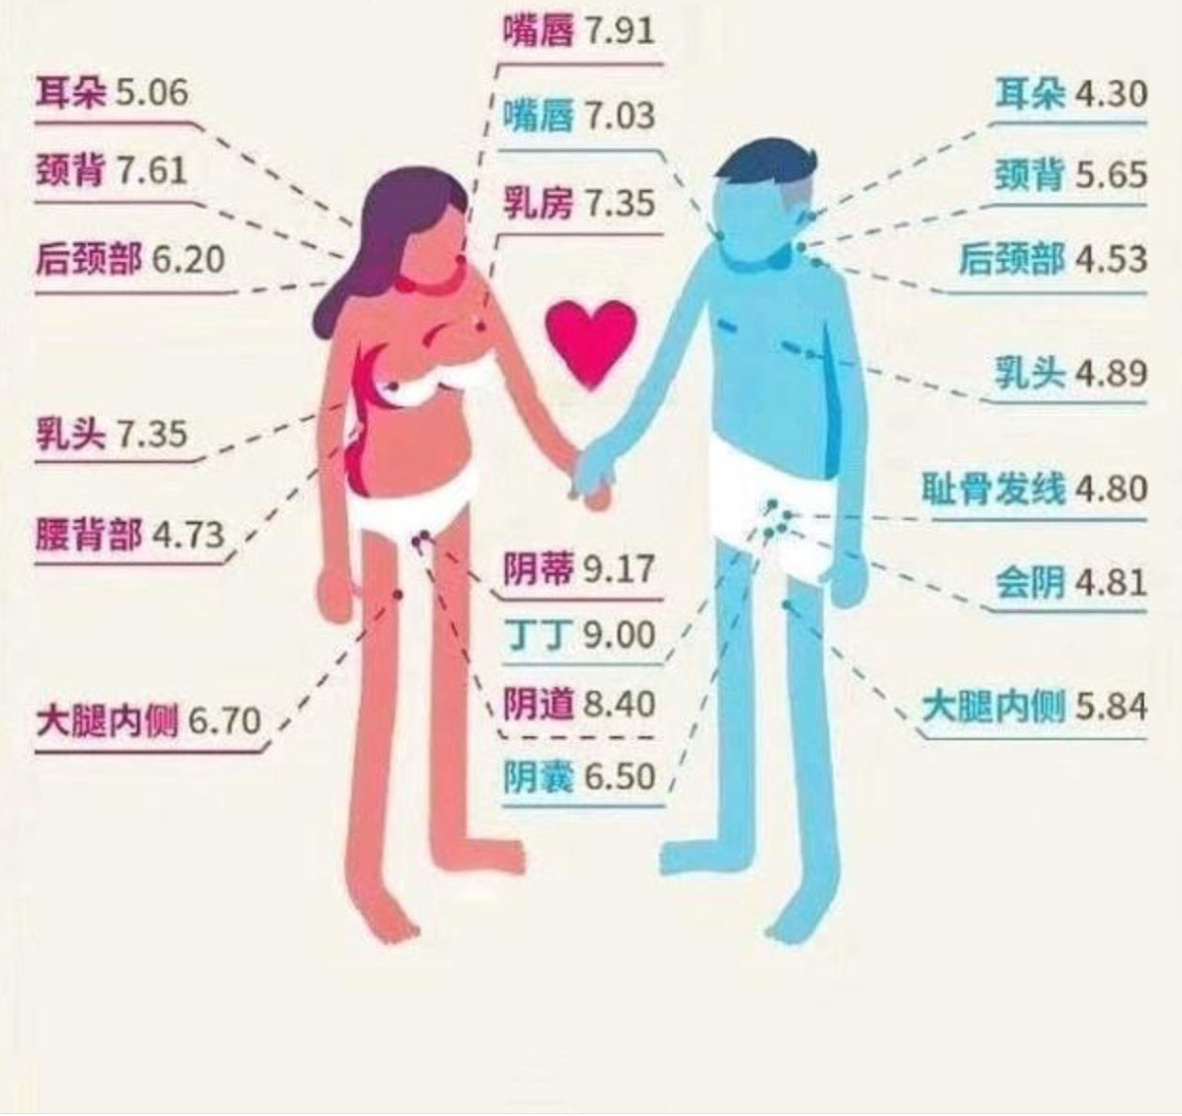 嘴唇 7.91
耳朵 5.06
耳朵 4.30
嘴唇 7.03
颈背 7.61
颈背 5.65
乳房 7.35
后颈部 6.20
后颈部 4.53
乳头 4.89
乳头 7.35
耻骨发线 4.80
腰背部 4.73
阴蒂 9.17
会阴 4.81
丁丁 9.00
阴道 8.40
大腿内侧 6.70
大腿内侧 5.84
阴囊 6.50